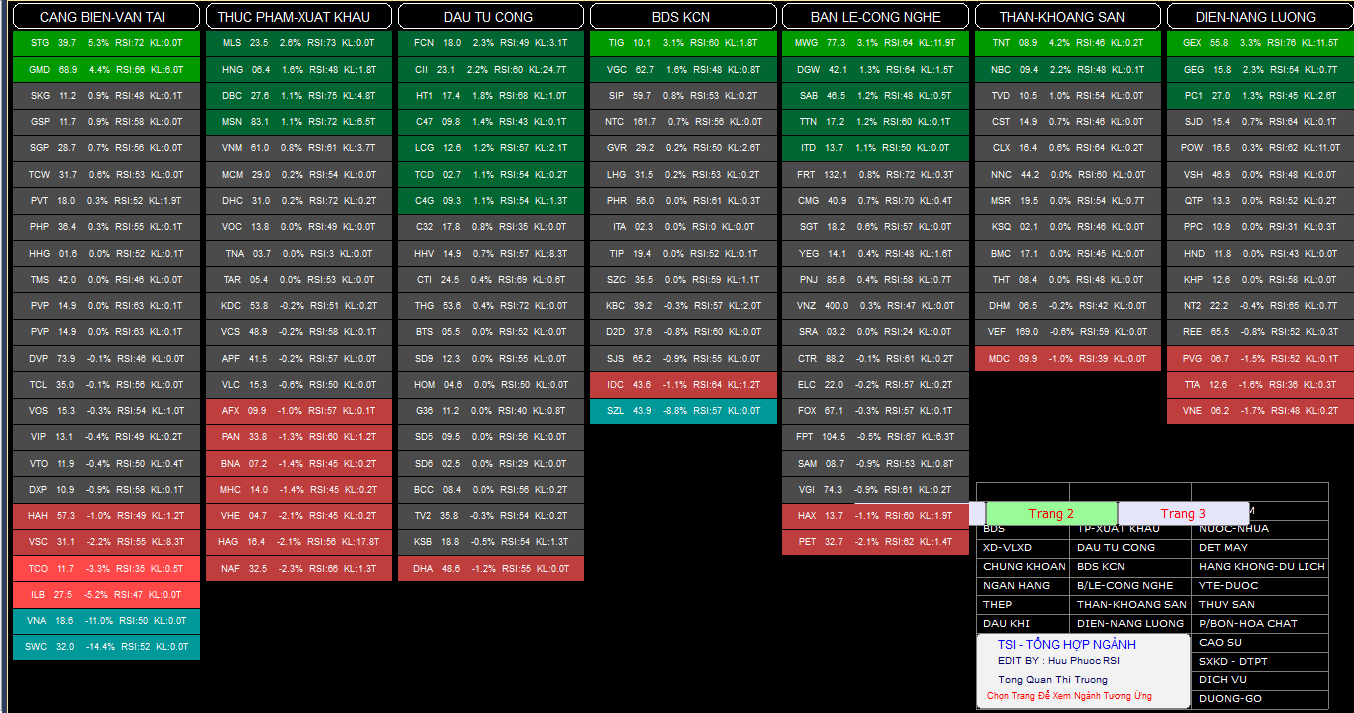 CANG BIEN-VAN TAI
STG 39.7 5.3% RSI:72 KL:0.0T
GMD 68.9 4.4% RSI:66 KL:6.0T
SKG 11.2 0.9% RSI:48 KL:0.1T
GSP 11.7 0.9% RSI:58 KL:0.0T
SGP 28.7 0.7% RSI:56 KL:0.0T
TCW 31.7 0.6% RSI:53 KL:0.0T
PVT 18.0 0.3% RSI:52 KL:1.9T
PHP 36.4 0.3% RSI:55 KL:0.1T
HHG 01.6 0.0% RSI:52 KL:0.1T
TMS 42.0 0.0% RSI:46 KL:0.0T
PVP 14.9 0.0% RSI:63 KL:0.1T
PVP 14.9 0.0% RSI:63 KL:0.1T
DVP 73.9 -0.1% RSI:46 KL:0.0T
TCL 35.0 -0.1% RSI:56 KL:0.0T
VOS 15.3 -0.3% RSI:54 KL:1.0T
VIP 13.1 -0.4% RSI:49 KL:0.2T
VTO 11.9 -0.4% RSI:50 KL:0.4T
DXP 10.9 -0.9% RSI:58 KL:0.1T
HAH 57.3 -1.0% RSI:49 KL:1.2T
VSC 31.1 -2.2% RSI:55 KL:8.3T
TCO 11.7 -3.3% RSI:35 KL:0.5T
ILB 27.5 -5.2% RSI:47 KL:0.0T
VNA 18.6 -11.0% RSI:50 KL:0.0T
SWC 32.0 -14.4% RSI:52 KL:0.0T
THUC PHAM-XUAT KHAU
MLS 23.5 2.6% RSI:73 KL:0.0T
HNG 06.4 1.6% RSI:48 KL:1.8T
DBC 27.6 1.1% RSI:75 KL:4.8T
MSN 83.1 1.1% RSI:72 KL:6.5T
VNM 61.0 0.8% RSI:61 KL:3.7T
MCM 29.0 0.2% RSI:54 KL:0.0T
DHC 31.0 0.2% RSI:72 KL:0.2T
VOC 13.8 0.0% RSI:49 KL:0.0T
TNA 03.7 0.0% RSI:3 KL:0.0T
TAR 05.4 0.0% RSI:53 KL:0.0T
KDC 53.8 -0.2% RSI:51 KL:0.2T
VCS 48.9 -0.2% RSI:58 KL:0.1T
APF 41.5 -0.2% RSI:57 KL:0.0T
VLC 15.3 -0.6% RSI:50 KL:0.0T
AFX 09.9 -1.0% RSI:57 KL:0.1T
PAN 33.8 -1.3% RSI:60 KL:1.2T
BNA 07.2 -1.4% RSI:45 KL:0.2T
MHC 14.0 -1.4% RSI:45 KL:0.2T
VHE 04.7 -2.1% RSI:45 KL:0.2T
HAG 16.4 -2.1% RSI:56 KL:17.8T
NAF 32.5 -2.3% RSI:66 KL:1.3T
DAU TU CONG
FCN 18.0 2.3% RSI:49 KL:3.1T
CII 23.1 2.2% RSI:60 KL:24.7T
HT1 17.4 1.8% RSI:68 KL:1.0T
C47 09.8 1.4% RSI:43 KL:0.1T
LCG 12.6 1.2% RSI:57 KL:2.1T
TCD 02.7 1.1% RSI:54 KL:0.2T
C4G 09.3 1.1% RSI:54 KL:1.3T
C32 17.8 0.8% RSI:35 KL:0.0T
HHV 14.9 0.7% RSI:57 KL:8.3T
CTI 24.5 0.4% RSI:69 KL:0.6T
THG 53.6 0.4% RSI:72 KL:0.0T
BTS 05.5 0.0% RSI:52 KL:0.0T
SD9 12.3 0.0% RSI:55 KL:0.0T
HOM 04.6 0.0% RSI:50 KL:0.0T
G36 11.2 0.0% RSI:40 KL:0.8T
SD5 09.5 0.0% RSI:56 KL:0.0T
SD6 02.5 0.0% RSI:29 KL:0.0T
BCC 08.4 0.0% RSI:56 KL:0.2T
TV2 35.8 -0.3% RSI:54 KL:0.2T
KSB 18.8 -0.5% RSI:54 KL:1.3T
DHA 48.6 -1.2% RSI:55 KL:0.0T
BDS KCN
TIG 10.1 3.1% RSI:60 KL:1.8T
VGC 62.7 1.6% RSI:48 KL:0.8T
SIP 59.7 0.8% RSI:53 KL:0.2T
NTC 161.7 0.7% RSI:56 KL:0.0T
GVR 29.2 0.2% RSI:50 KL:2.6T
LHG 31.5 0.2% RSI:53 KL:0.2T
PHR 56.0 0.0% RSI:61 KL:0.3T
ITA 02.3 0.0% RSI:0 KL:0.0T
TIP 19.4 0.0% RSI:52 KL:0.1T
SZC 35.5 0.0% RSI:59 KL:1.1T
KBC 39.2 -0.3% RSI:57 KL:2.0T
D2D 37.6 -0.8% RSI:60 KL:0.0T
SJS 65.2 -0.9% RSI:55 KL:0.0T
IDC 43.6 -1.1% RSI:64 KL:1.2T
SZL 43.9 -8.8% RSI:57 KL:0.0T
BAN LE-CONG NGHE
MWG 77.3 3.1% RSI:64 KL:11.9T
DGW 42.1 1.3% RSI:64 KL:1.5T
SAB 46.5 1.2% RSI:48 KL:0.5T
TTN 17.2 1.2% RSI:60 KL:0.1T
ITD 13.7 1.1% RSI:50 KL:0.0T
FRT 132.1 0.8% RSI:72 KL:0.3T
CMG 40.9 0.7% RSI:70 KL:0.4T
SGT 18.2 0.6% RSI:57 KL:0.0T
YEG 14.1 0.4% RSI:48 KL:1.6T
PNJ 85.6 0.4% RSI:58 KL:0.7T
VNZ 400.0 0.3% RSI:47 KL:0.0T
SRA 03.2 0.0% RSI:24 KL:0.0T
CTR 88.2 -0.1% RSI:61 KL:0.2T
ELC 22.0 -0.2% RSI:57 KL:0.2T
FOX 67.1 -0.3% RSI:57 KL:0.1T
FPT 104.5 -0.5% RSI:67 KL:6.3T
SAM 08.7 -0.9% RSI:53 KL:0.8T
VGI 74.3 -0.9% RSI:61 KL:0.2T
HAX 13.7 -1.1% RSI:60 KL:1.9T
PET 32.7 -2.1% RSI:62 KL:1.4T
THAN-KHOANG SAN
TNT 08.9 4.2% RSI:46 KL:0.2T
NBC 09.4 2.2% RSI:48 KL:0.1T
TVD 10.5 1.0% RSI:54 KL:0.0T
CST 14.9 0.7% RSI:46 KL:0.0T
CLX 16.4 0.6% RSI:64 KL:0.2T
NNC 44.2 0.0% RSI:60 KL:0.0T
MSR 19.5 0.0% RSI:54 KL:0.7T
KSQ 02.1 0.0% RSI:46 KL:0.0T
BMC 17.1 0.0% RSI:45 KL:0.0T
THT 08.4 0.0% RSI:48 KL:0.0T
DHM 06.5 -0.2% RSI:42 KL:0.0T
VEF 169.0 -0.6% RSI:59 KL:0.0T
MDC 09.9 -1.0% RSI:39 KL:0.0T
DIEN-NANG LUONG
GEX 55.8 3.3% RSI:76 KL:11.5T
GEG 15.8 2.3% RSI:54 KL:0.7T
PC1 27.0 1.3% RSI:45 KL:2.6T
SJD 15.4 0.7% RSI:64 KL:0.1T
POW 16.5 0.3% RSI:62 KL:11.0T
VSH 46.9 0.0% RSI:48 KL:0.0T
QTP 13.3 0.0% RSI:52 KL:0.2T
PPC 10.9 0.0% RSI:31 KL:0.3T
HND 11.8 0.0% RSI:43 KL:0.0T
KHP 12.6 0.0% RSI:58 KL:0.0T
NT2 22.2 -0.4% RSI:65 KL:0.7T
REE 65.5 -0.8% RSI:52 KL:0.3T
PVG 06.7 -1.5% RSI:52 KL:0.1T
TTA 12.6 -1.6% RSI:36 KL:0.3T
VNE 06.2 -1.7% RSI:48 KL:0.2T
Trang 2 Trang 3
BDS TP-XUAT KHAU NUOC-NHUA
XD-VLXD DAU TU CONG DET MAY
CHUNG KHOAN BDS KCN HANG KHONG-DU LICH
NGAN HANG B/LE-CONG NGHE YTE-DUOC
THEP THAN-KHOANG SAN THUY SAN
DAU KHI DIEN-NANG LUONG P/BON-HOA CHAT
CAO SU
SXKD - DTPT
DICH VU
DUONG-GO
TSI - TỔNG HỢP NGÀNH
EDIT BY : Huu Phuoc RSI
Tong Quan Thi Truong
Chọn Trang Để Xem Ngành Tương Ứng